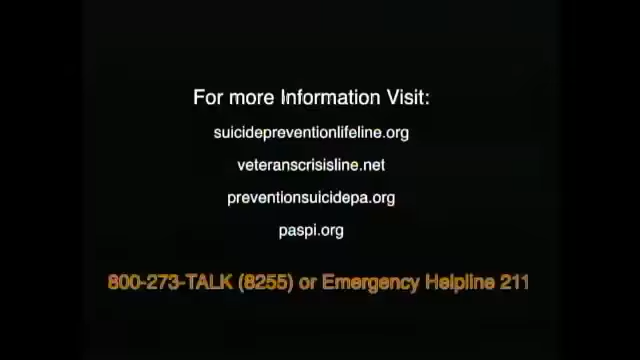 For more Information Visit:
suicidepreventionlifeline.org
veteranscrisisline.net
preventionsuicidepa.org
paspi.org
800-273-TALK (8255) or Emergency Helpline 211